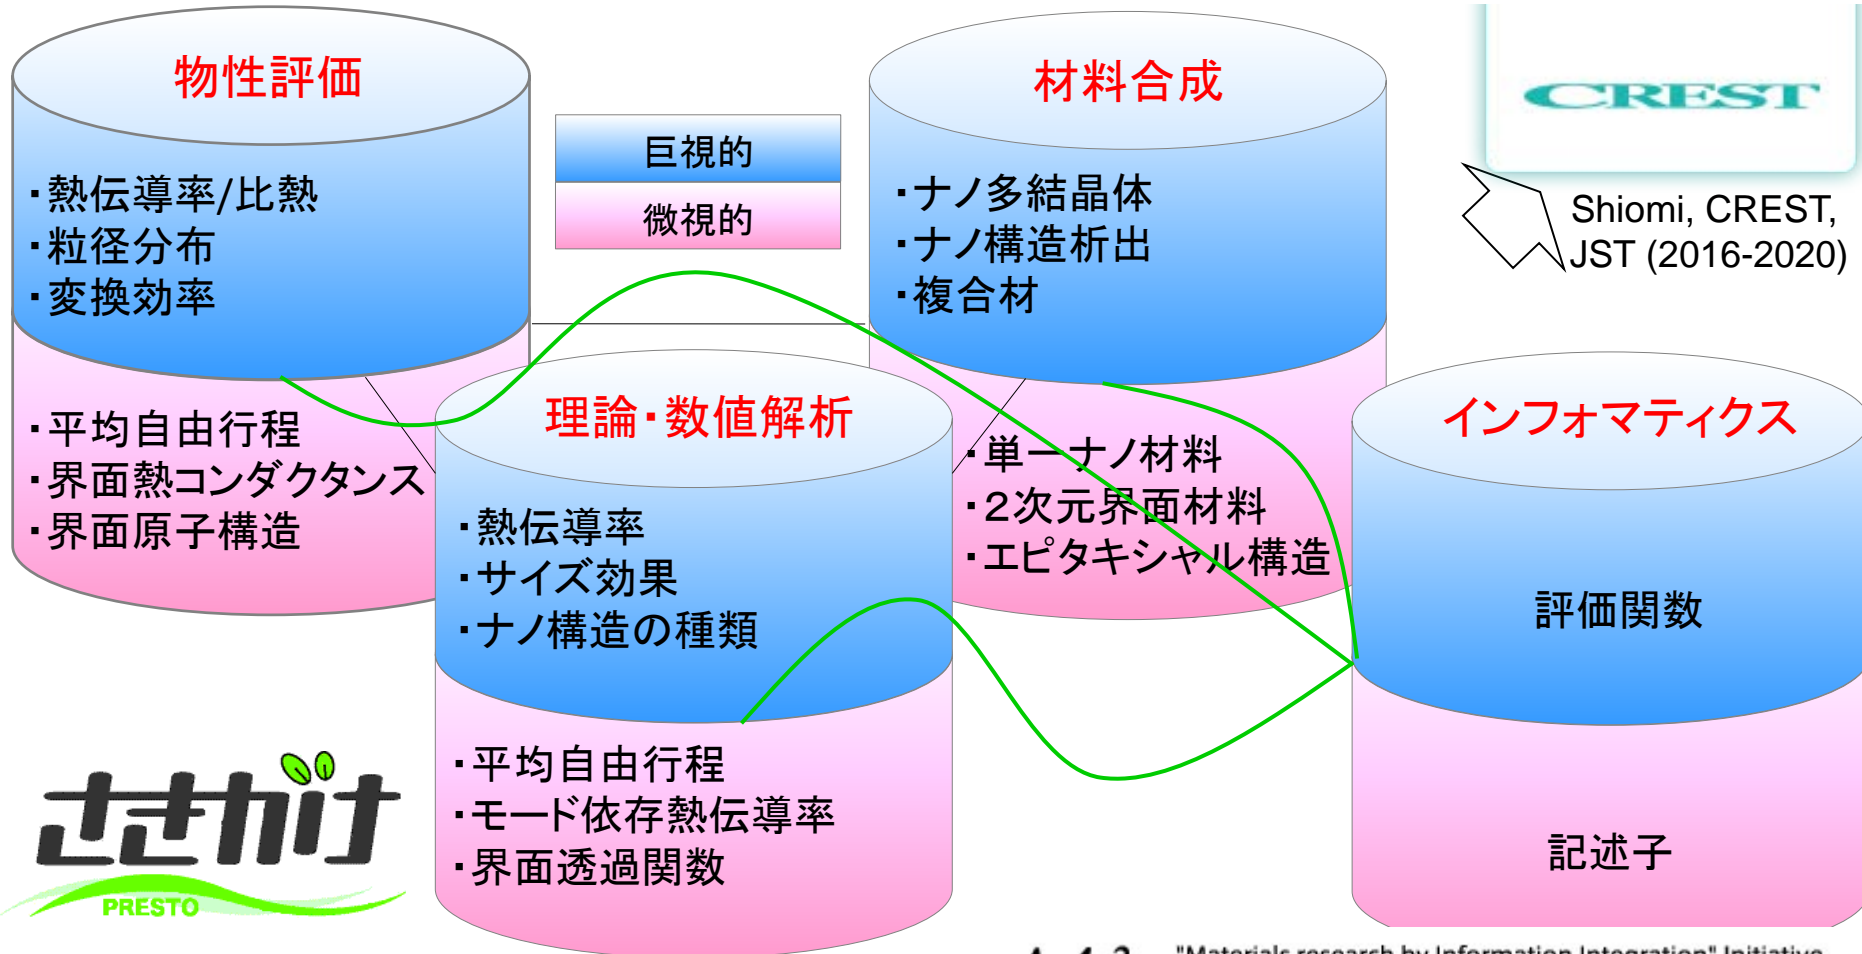 物性評価
・熱伝導率/比熱
・粒径分布
・変換効率
・平均自由行程
・界面熱コンダクタンス
・界面原子構造
巨視的
微視的
材料合成
・ナノ多結晶体
・ナノ構造析出
・複合材
・単一ナノ材料
・2次元界面材料
・エピタキシャル構造
CREST
Shiomi, CREST,
JST (2016-2020)
理論・数値解析
・熱伝導率
・サイズ効果
・ナノ構造の種類
・平均自由行程
・モード依存熱伝導率
・界面透過関数
インフォマティクス
評価関数
記述子
さきがけ
PRESTO
"Materials research by Information Integration" Initiative